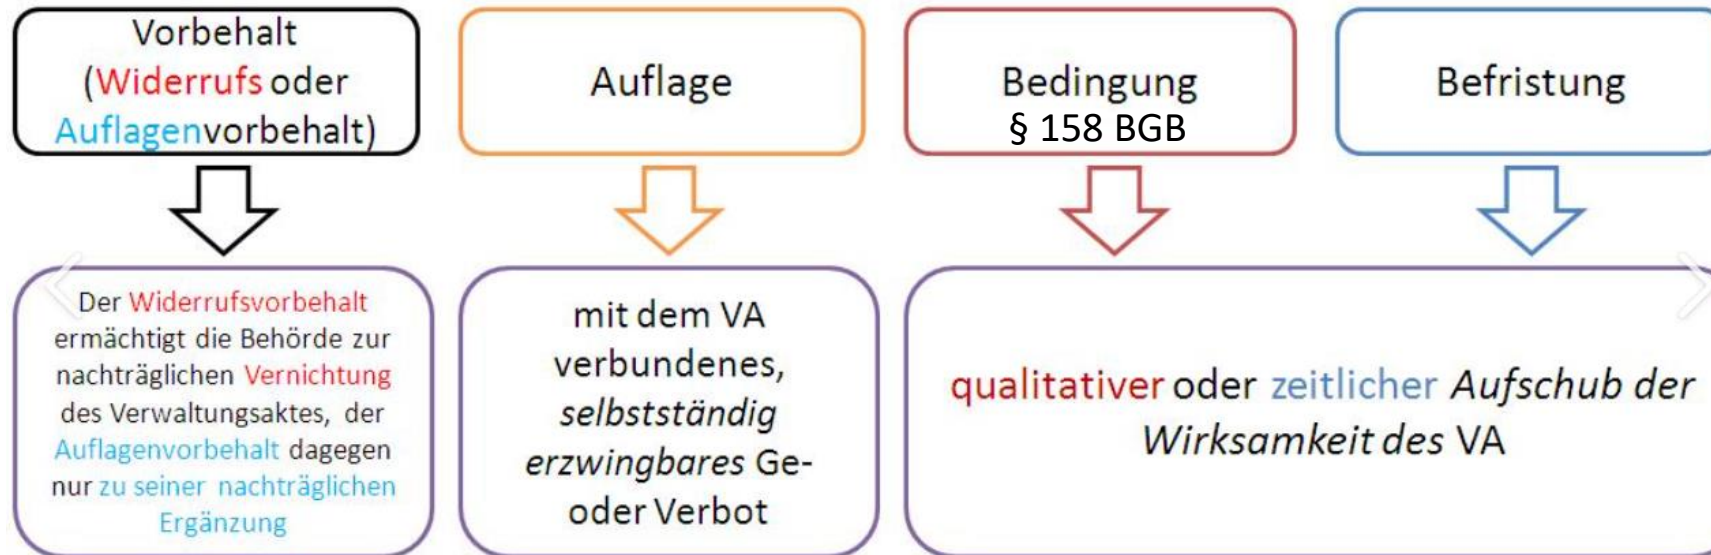 Vorbehalt
(Widerrufs oder
Auflagenvorbehalt)
Auflage
Bedingung
§ 158 BGB
Befristung
Der Widerrufsvorbehalt
ermächtigt die Behörde zur
nachträglichen Vernichtung
des Verwaltungsaktes, der
Auflagenvorbehalt dagegen
nur zu seiner nachträglichen
Ergänzung
mit dem VA
verbundenes,
selbstständig
erzwingbares Ge-
oder Verbot
qualitativer oder zeitlicher Aufschub der
Wirksamkeit des VA